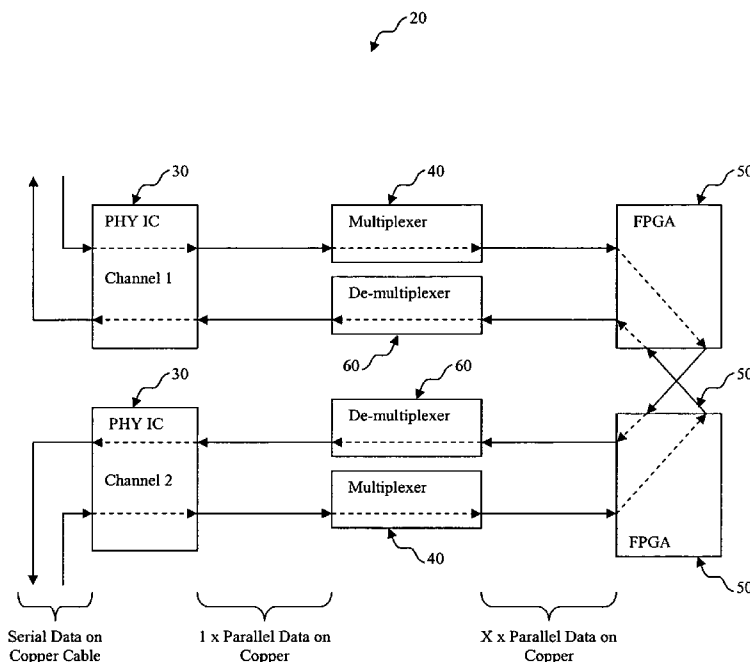 20
30
40
50
PHY IC
Multiplexer
FPGA
Channel 1
De-multiplexer
60
30
60
50
PHY IC
De-multiplexer
Channel 2
Multiplexer
FPGA
40
50
Serial Data on
Copper Cable
1 x Parallel Data on
Copper
X x Parallel Data on
Copper